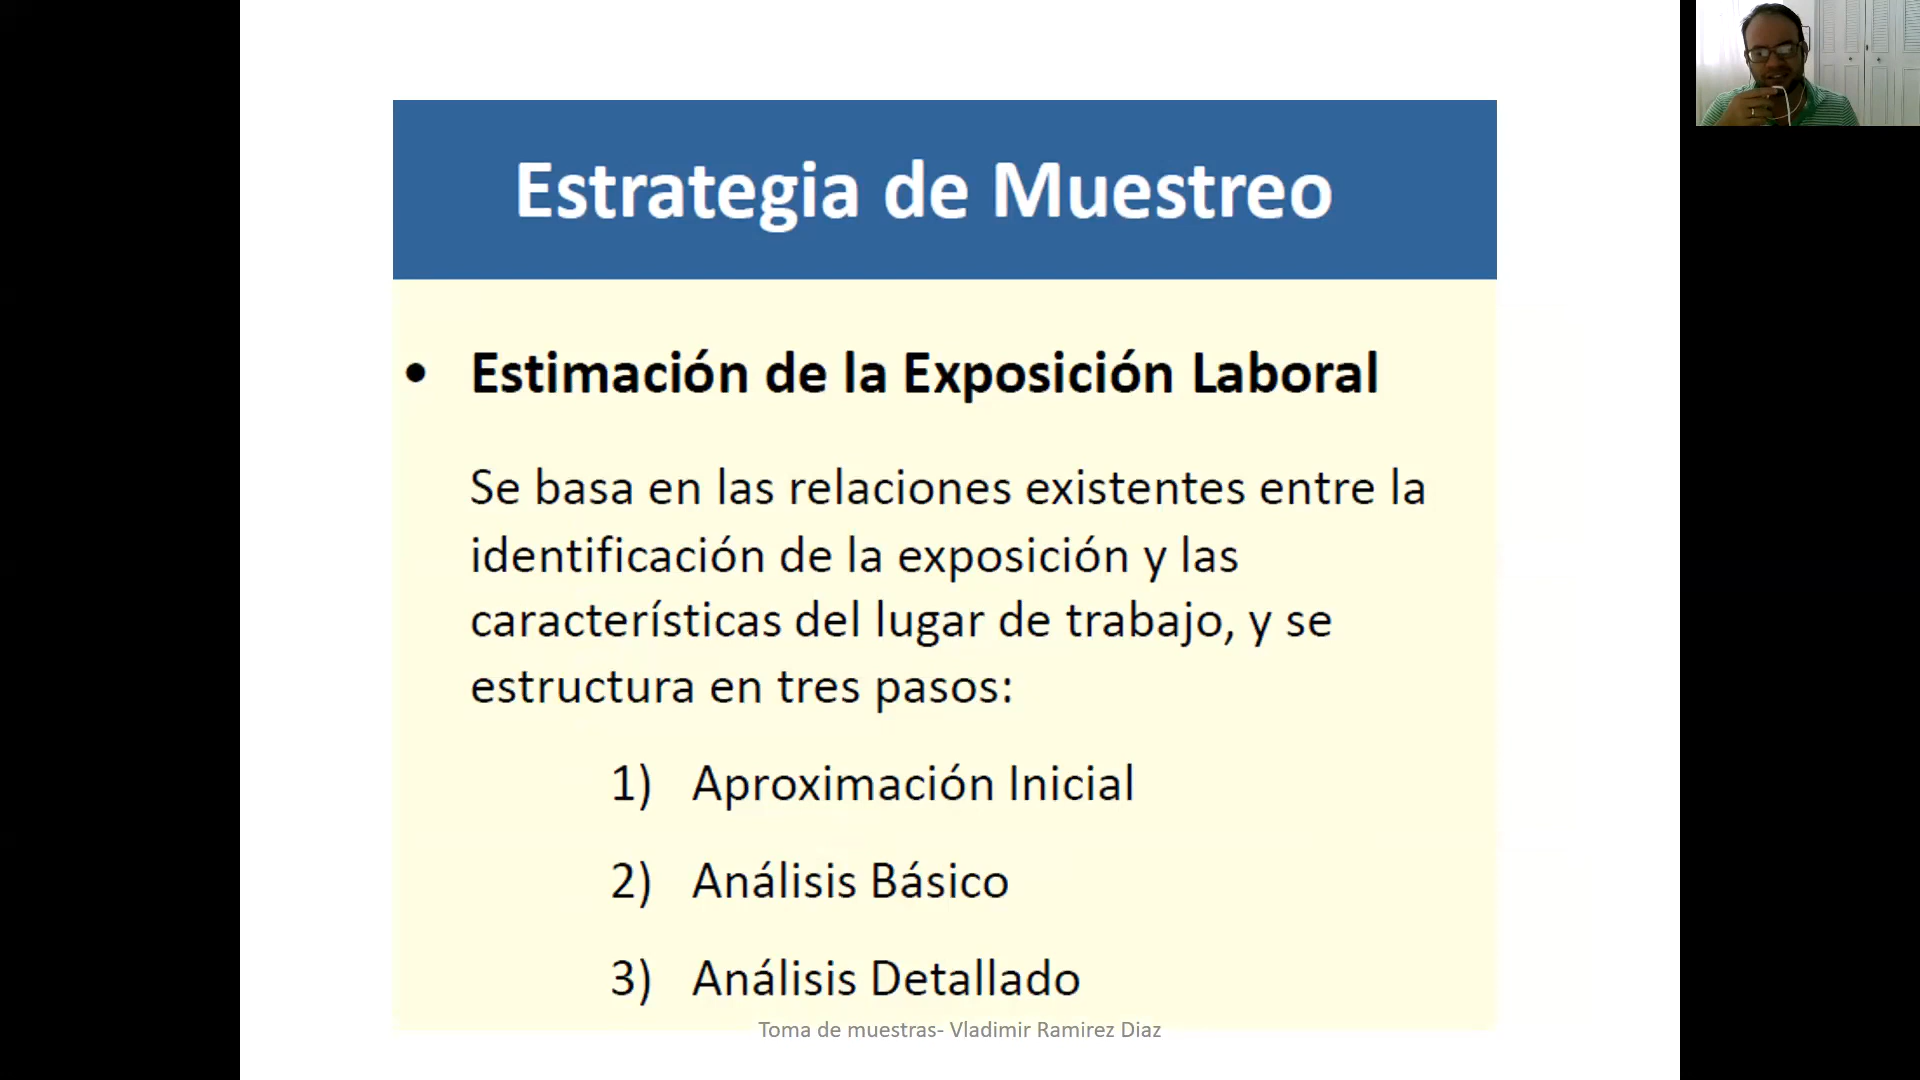 Estrategia de Muestreo
• Estimación de la Exposición Laboral
Se basa en las relaciones existentes entre la
identificación de la exposición y las
características del lugar de trabajo, y se
estructura en tres pasos:
1) Aproximación Inicial
2) Análisis Básico
3) Análisis Detallado
Toma de muestras- Vladimir Ramirez Diaz